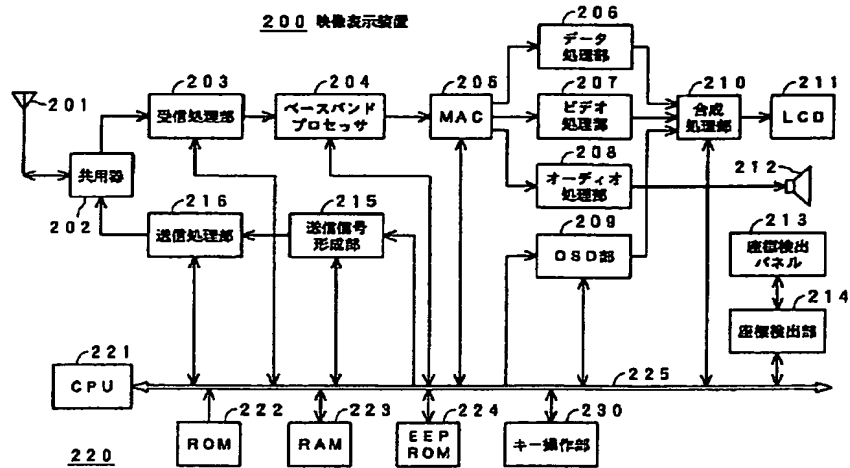 200 映像表示装置
206
データ
処理部
203
204
205
207
210
211
201
受信処理部
ベースバンド
プロセッサ
MAC
ビデオ
処理部
合成
処理部
LCD
208
共用器
オーディオ
処理部
212
202
216
215
209
213
送信処理部
送信信号
形成部
OSD部
座標検出
パネル
214
座標検出部
221
CPU
225
222
223
224
230
ROM
RAM
EEP
ROM
キー操作部
220